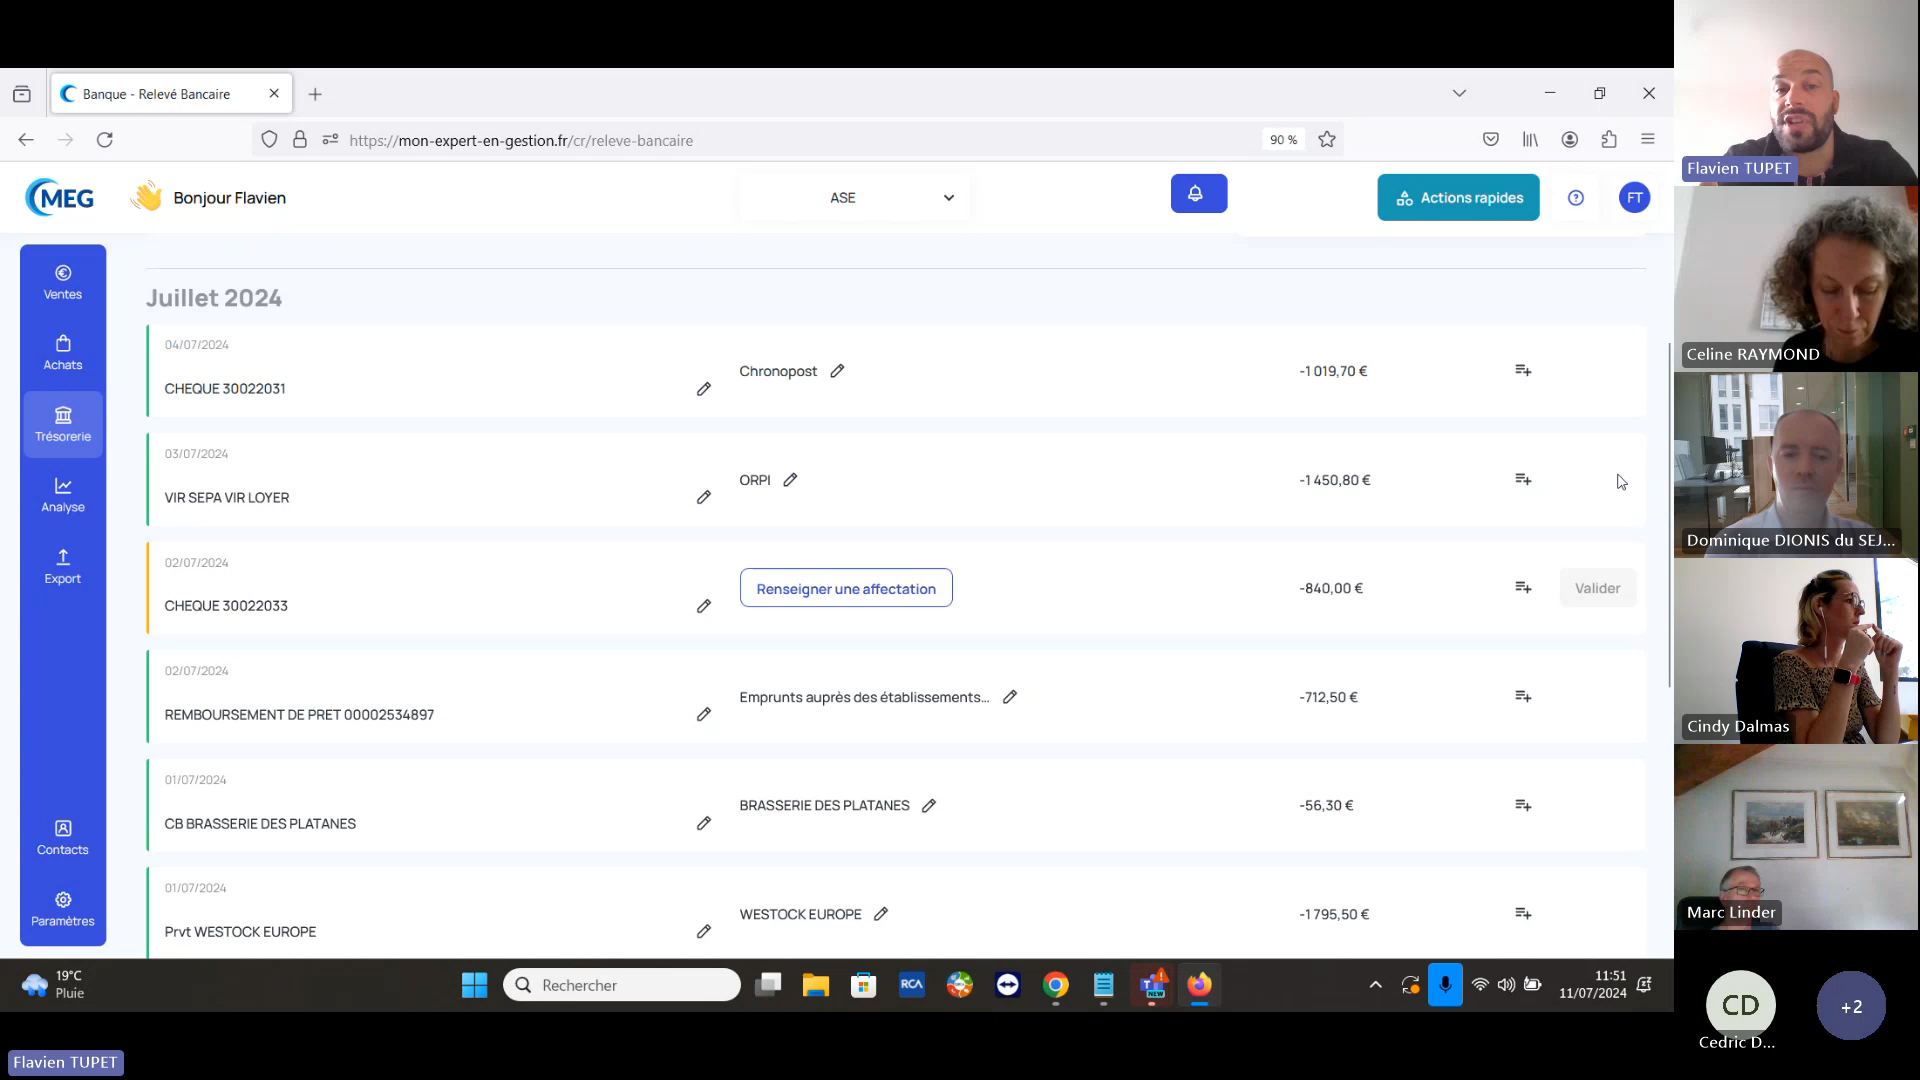 Banque - Relevé Bancaire
https://mon-expert-en-gestion.fr/cr/releve-bancaire
90 %
MEG
Bonjour Flavien
ASE
Actions rapides
FT
Ventes
Achats
Trésorerie
Analyse
Export
Contacts
Paramètres
Juillet 2024
04/07/2024
CHEQUE 30022031
Chronopost
-1 019,70 €
03/07/2024
VIR SEPA VIR LOYER
ORPI
-1 450,80 €
02/07/2024
CHEQUE 30022033
Renseigner une affectation
-840,00 €
Valider
02/07/2024
REMBOURSEMENT DE PRET 00002534897
Emprunts auprès des établissements...
-712,50 €
01/07/2024
CB BRASSERIE DES PLATANES
BRASSERIE DES PLATANES
-56,30 €
01/07/2024
Prvt WESTOCK EUROPE
WESTOCK EUROPE
-1 795,50 €
19°C
Pluie
Rechercher
RCA
NEW
11:51
11/07/2024
Flavien TUPET
Flavien TUPET
Celine RAYMOND
Dominique DIONIS du SEJ...
Cindy Dalmas
Marc Linder
CD
Cedric D...
+2